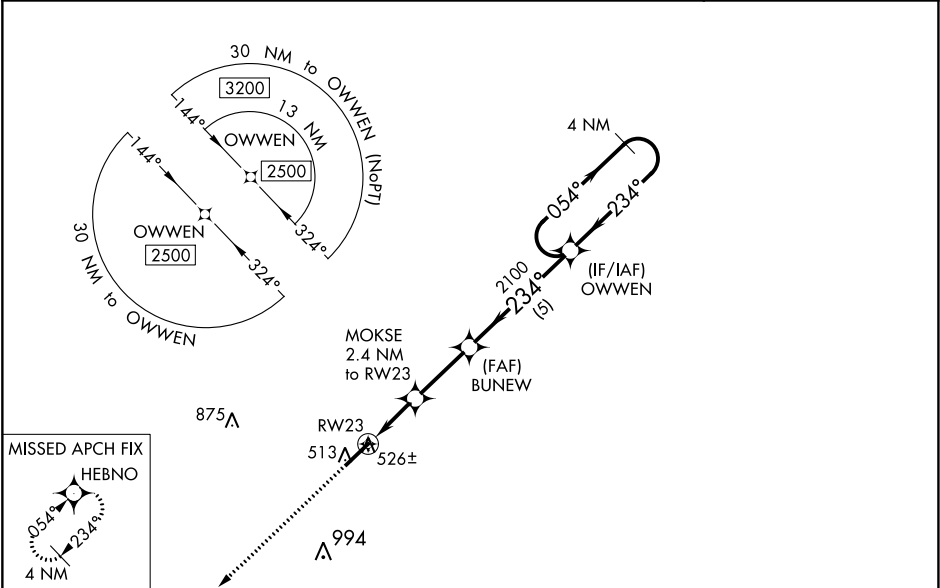 30 NM to OWWEN (NoPT)
3200
13 NM
144°
OWWEN
2500
324°
144°
OWWEN
2500
324°
30 NM to OWWEN
4 NM
054°
234°
(IF/IAF)
OWWEN
2100
234°
(5)
MOKSE
2.4 NM
to RW23
(FAF)
BUNEW
875
RW23
513
526±
994
MISSED APCH FIX
HEBNO
054°
234°
4 NM